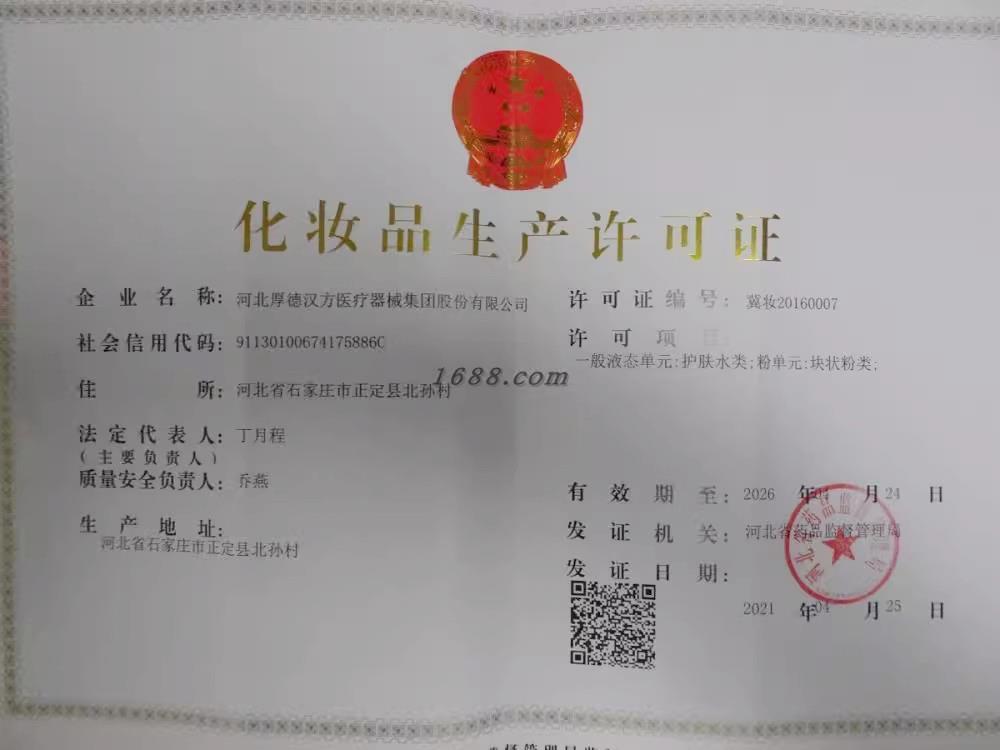 化妆品生产许可证
企业名称: 河北厚德汉方医疗器械集团股份有限公司
许可证编号: 冀妆20160007
社会信用代码: 91130100674175886C
许可项目
一般液态单元:护肤水类;粉单元:块状粉类;
1688.com
住所: 河北省石家庄市正定县北孙村
法定代表人: 丁月程
(主要负责人)
质量安全负责人: 乔燕
有效期至: 2026 年 月 24 日
生产地址:
河北省石家庄市正定县北孙村
发证机关: 河北省药品监督管理局
发证日期:
2021 年 04 月 25 日
河北省药品监